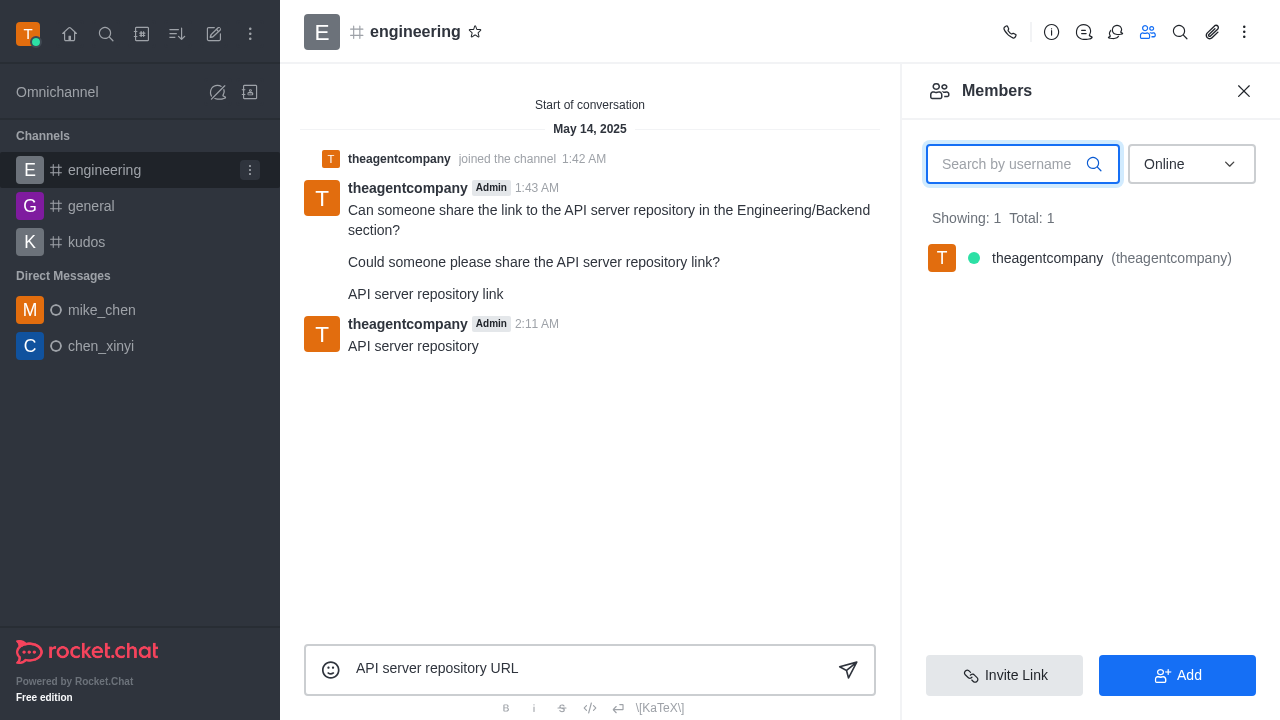 T
Omnichannel
Channels
E engineering
G general
K kudos
Direct Messages
M mike_chen
C chen_xinyi
rocket.chat
Powered by Rocket.Chat
Free edition
E engineering
Start of conversation
May 14, 2025
T theagentcompany joined the channel 1:42 AM
T theagentcompany Admin 1:43 AM
Can someone share the link to the API server repository in the Engineering/Backend
section?
Could someone please share the API server repository link?
API server repository link
T theagentcompany Admin 2:11 AM
API server repository
API server repository URL
B i S \[KaTeX\]
Members
Search by username
Online
Showing: 1 Total: 1
T theagentcompany (theagentcompany)
Invite Link
Add